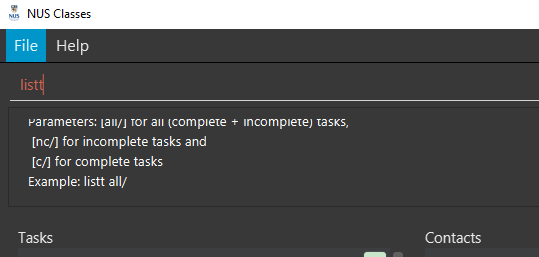 NUS Classes
File Help
listt
Parameters: [all/] for all (complete + incomplete) tasks,
[nc/] for incomplete tasks and
[c/] for complete tasks
Example: listt all/
Tasks Contacts